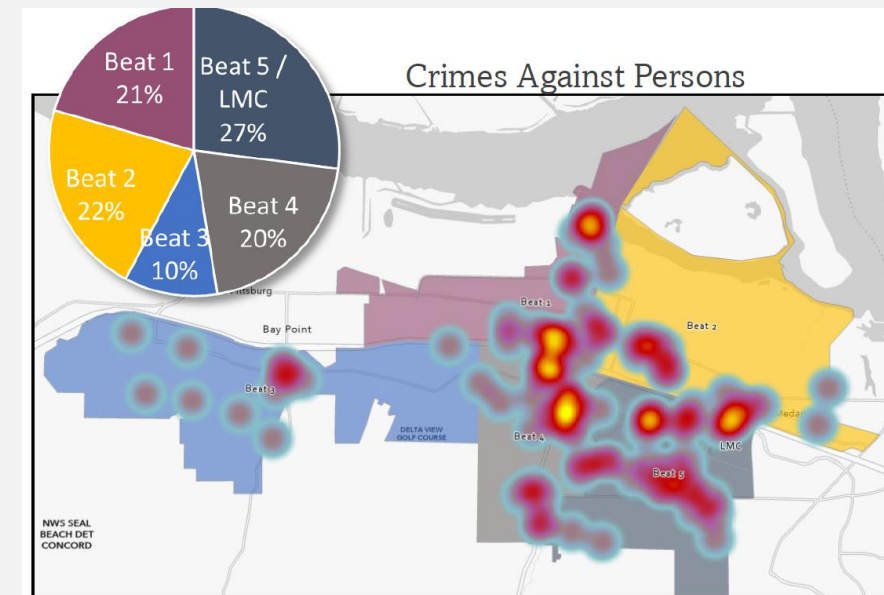 Crimes Against Persons
Beat 1
21%
Beat 5 /
LMC
27%
Beat 2
22%
Beat 4
20%
Beat 3
10%
Bay Point
Beat 1
Beat 2
Beat 3
DELTA VIEW
GOLF COURSE
Beat 4
LMC
Beat 5
NWS SEAL
BEACH DET
CONCORD